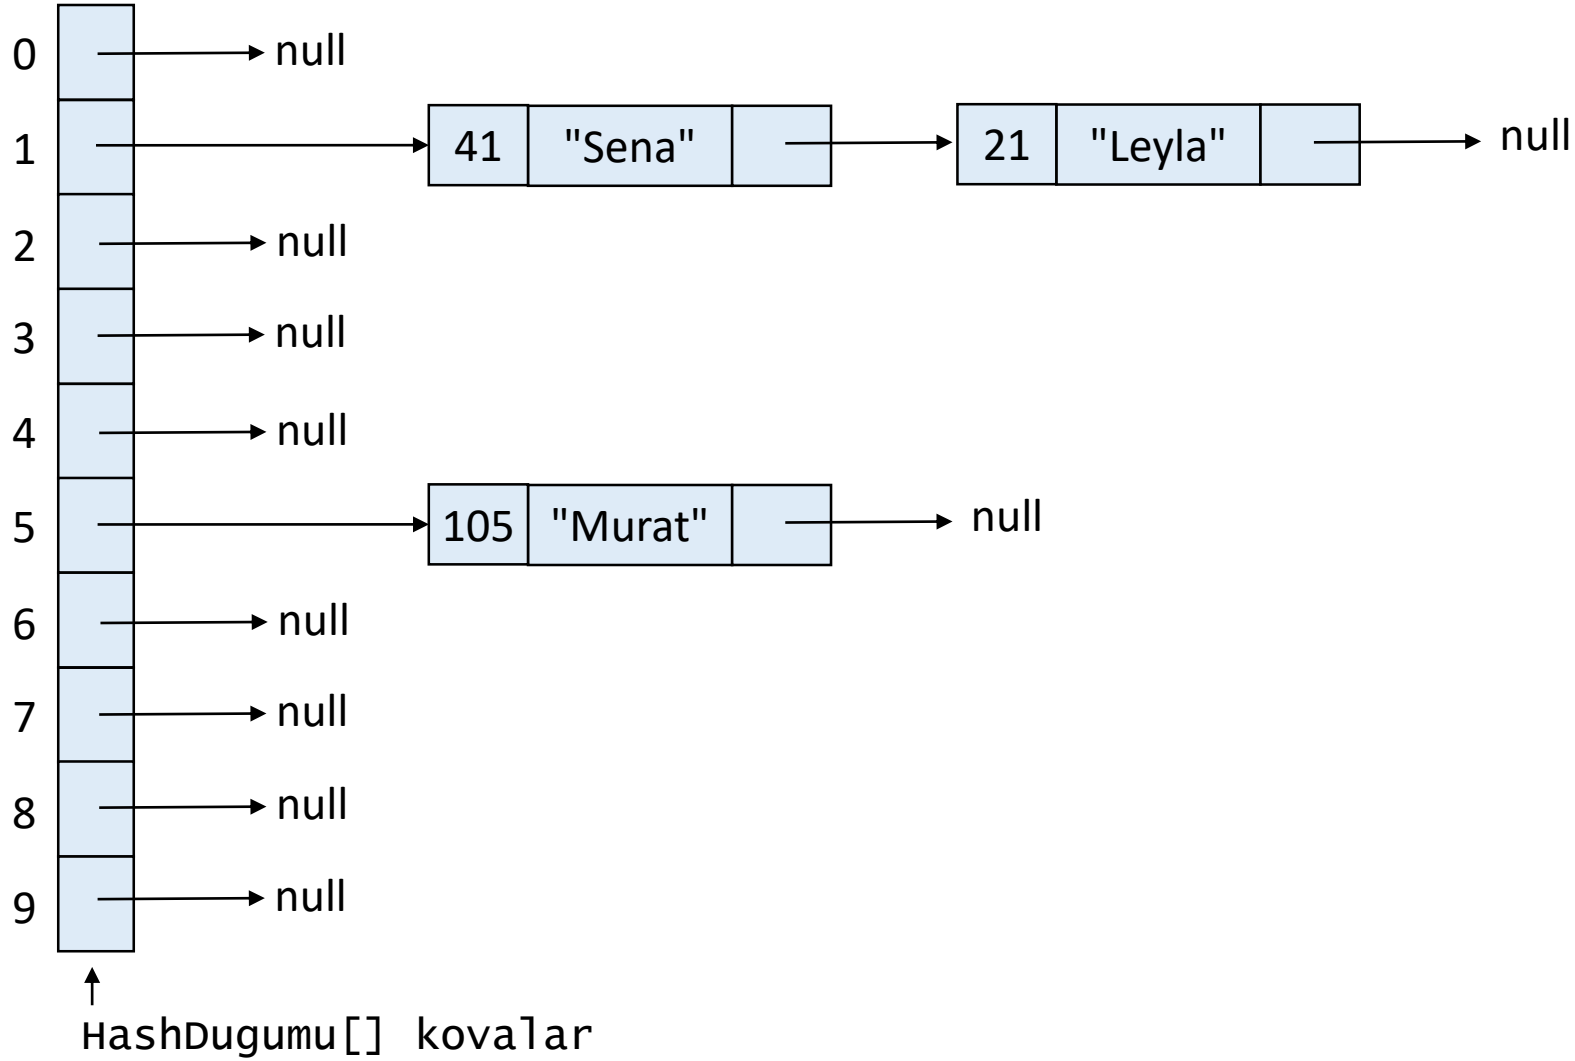 0 null
1 41 "Sena" 21 "Leyla" null
2 null
3 null
4 null
5 105 "Murat" null
6 null
7 null
8 null
9 null
HashDugumu[] kovalar